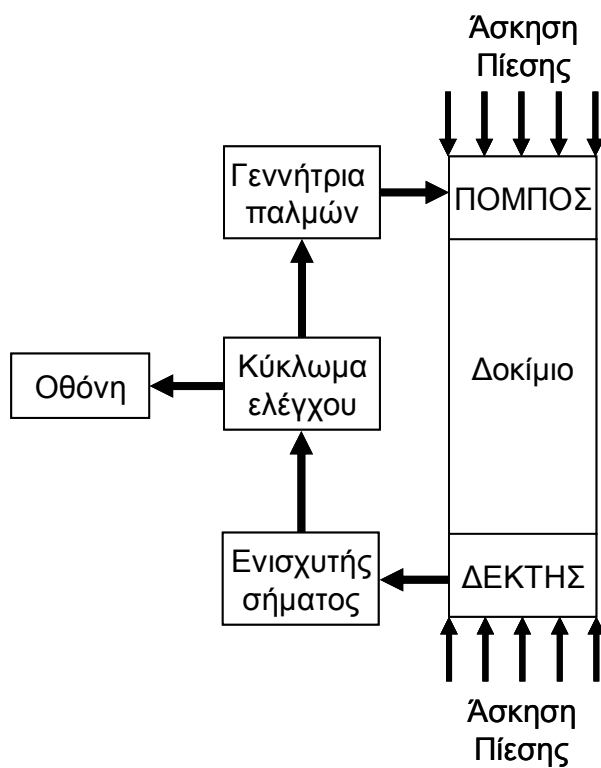 Άσκηση
Πίεσης
Γεννήτρια
παλμών
ΠΟΜΠΟΣ
Οθόνη
Κύκλωμα
ελέγχου
Δοκίμιο
Ενισχυτής
σήματος
ΔΕΚΤΗΣ
Άσκηση
Πίεσης